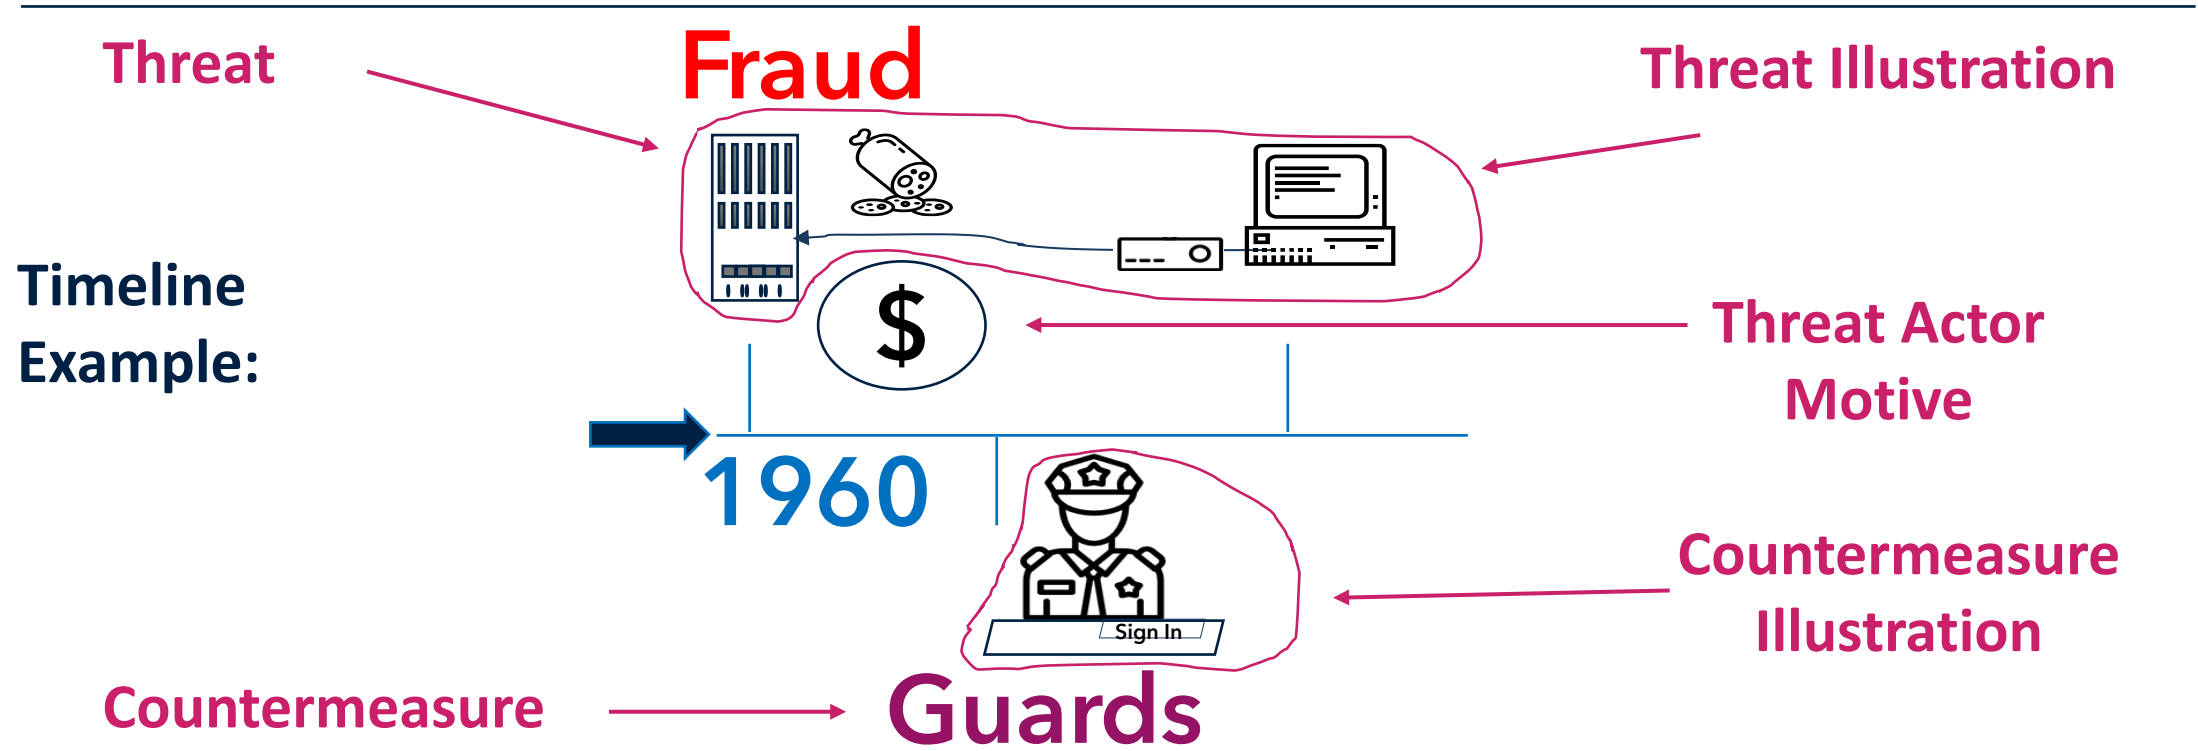 Threat
Fraud
Threat Illustration
Timeline
Example:
$
Threat Actor
Motive
1960
Sign In
Countermeasure
Illustration
Countermeasure
Guards